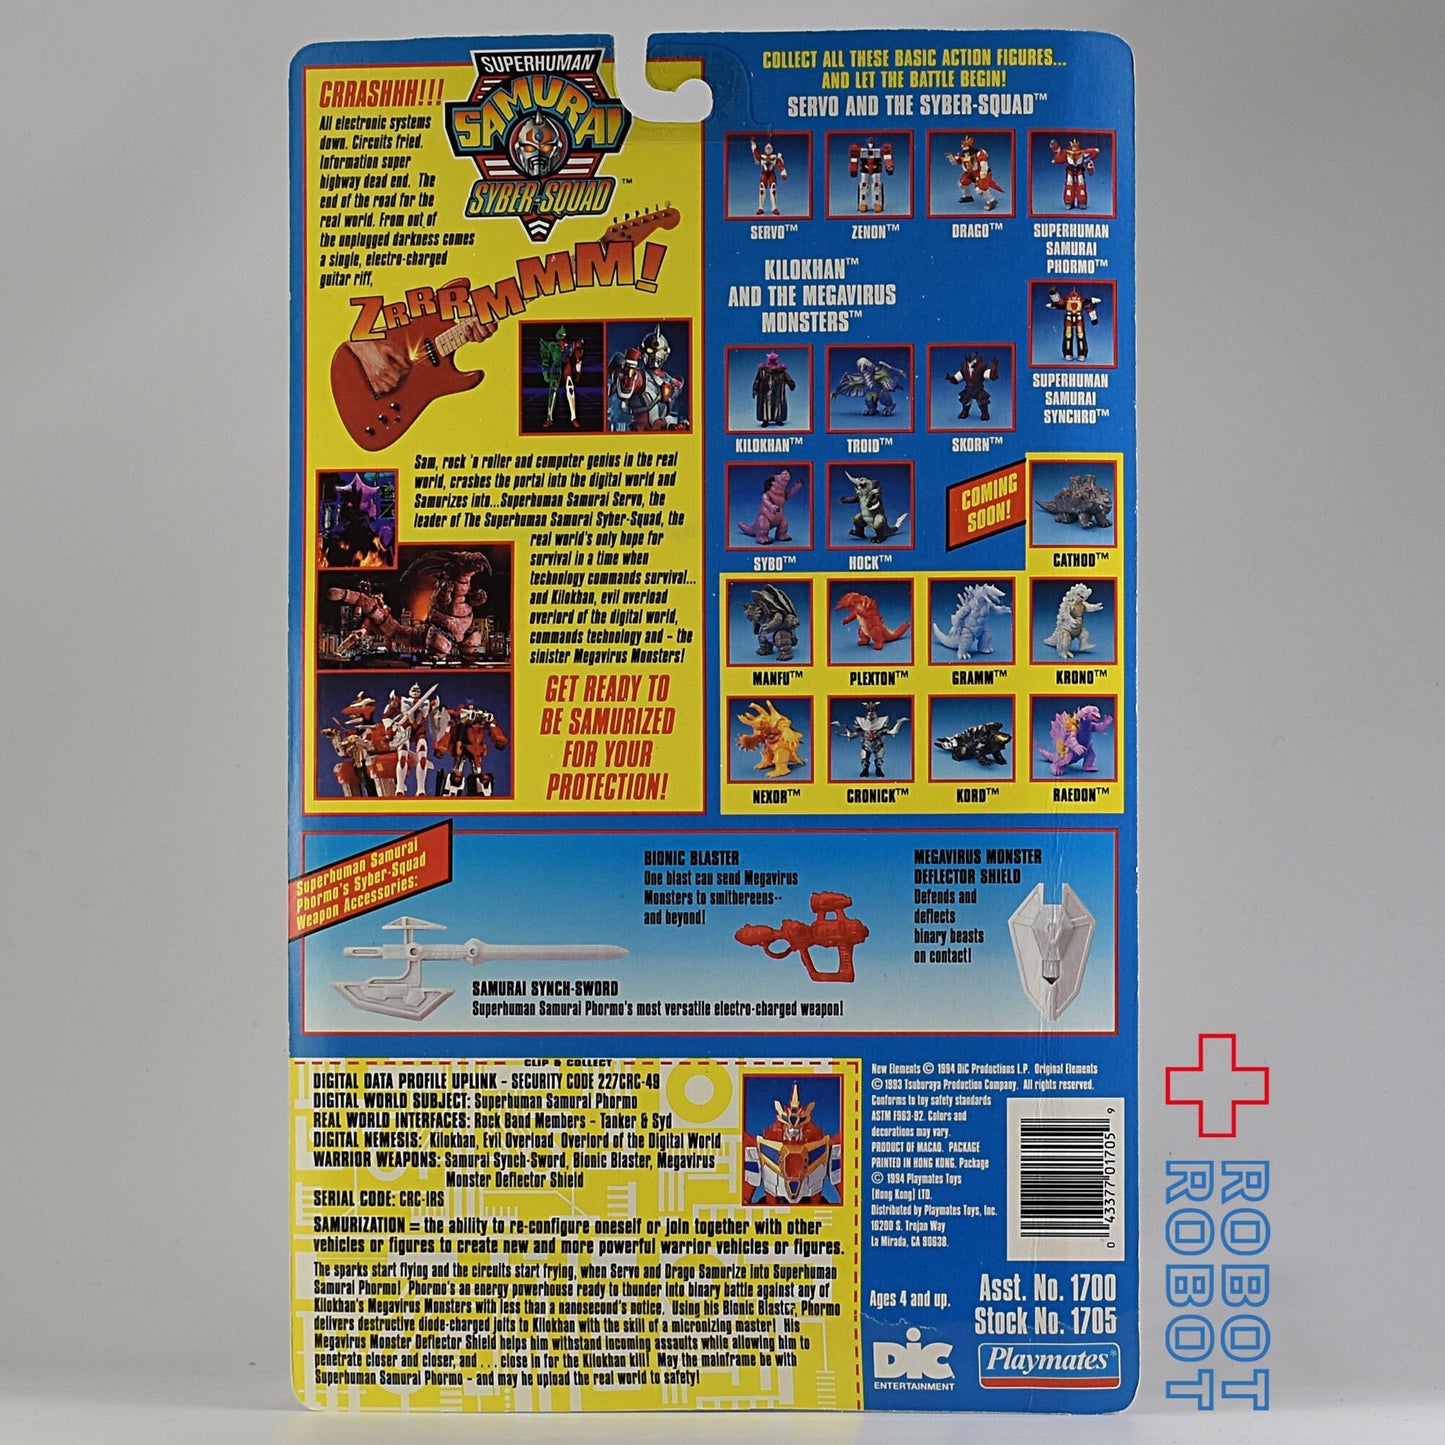 SUPERHUMAN
SAMURAI
SYBER-SQUAD™
CRRASHHH!!!
All electronic systems
down. Circuits fried.
Information super
highway dead end. The
end of the road for the
real world. From out of
the unplugged darkness comes
a single, electro-charged
guitar riff,
ZRRRRMMMM!
Sam, rock 'n roller and computer genius in the real
world, crashes the portal into the digital world and
Samurizes into...Superhuman Samurai Servo, the
leader of The Superhuman Samurai Syber-Squad, the
real world's only hope for
survival in a time when
technology commands survival...
and Kilokhan, evil overload
overlord of the digital world,
commands technology and - the
sinister Megavirus Monsters!
GET READY TO
BE SAMURIZED
FOR YOUR
PROTECTION!
COLLECT ALL THESE BASIC ACTION FIGURES...
AND LET THE BATTLE BEGIN!
SERVO AND THE SYBER-SQUAD™
SERVO™
ZENON™
DRAGO™
SUPERHUMAN
SAMURAI
PHORMO™
KILOKHAN™
AND THE MEGAVIRUS
MONSTERS™
SUPERHUMAN
SAMURAI
SYNCHRO™
KILOKHAN™
TROID™
SKORN™
SYBO™
HOCK™
COMING
SOON!
CATHOD™
MANFU™
PLEXTON™
GRAMM™
KRONO™
NEXOR™
CRONICK™
KORD™
RAEDON™
Superhuman Samurai
Phormo's Syber-Squad
Weapon Accessories:
SAMURAI SYNCH-SWORD
Superhuman Samurai Phormo's most versatile electro-charged weapon!
BIONIC BLASTER
One blast can send Megavirus
Monsters to smithereens--
and beyond!
MEGAVIRUS MONSTER
DEFLECTOR SHIELD
Defends and
deflects
binary beasts
on contact!
CLIP & COLLECT
DIGITAL DATA PROFILE UPLINK - SECURITY CODE 227CRC-49
DIGITAL WORLD SUBJECT: Superhuman Samurai Phormo
REAL WORLD INTERFACES: Rock Band Members - Tanker & Syd
DIGITAL NEMESIS: Kilokhan, Evil Overload Overlord of the Digital World
WARRIOR WEAPONS: Samurai Synch-Sword, Bionic Blaster, Megavirus
Monster Deflector Shield
SERIAL CODE: CRC-IRS
SAMURIZATION = the ability to re-configure oneself or join together with other
vehicles or figures to create new and more powerful warrior vehicles or figures.
The sparks start flying and the circuits start frying, when Servo and Drago Samurize into Superhuman
Samurai Phormo! Phormo's an energy powerhouse ready to thunder into binary battle against any of
Kilokhan's Megavirus Monsters with less than a nanosecond's notice. Using his Bionic Blaster, Phormo
delivers destructive diode-charged jolts to Kilokhan with the skill of a micronizing master! His
Megavirus Monster Deflector Shield helps him withstand incoming assaults while allowing him to
penetrate closer and closer, and . . . close in for the Kilokhan kill! May the mainframe be with
Superhuman Samurai Phormo - and may he upload the real world to safety!
New Elements © 1994 DiC Productions L.P. Original Elements
© 1993 Tsuburaya Production Company. All rights reserved.
Conforms to toy safety standards
ASTM F963-92. Colors and
decorations may vary.
PRODUCT OF MACAO. PACKAGE
PRINTED IN HONG KONG. Package
© 1994 Playmates Toys
(Hong Kong) LTD.
Distributed by Playmates Toys, Inc.
16200 S. Trojan Way
La Mirada, CA 90638.
0 43377 01705 9
Ages 4 and up.
Asst. No. 1700
Stock No. 1705
DIC
ENTERTAINMENT
Playmates®
ROBOT
ROBOT